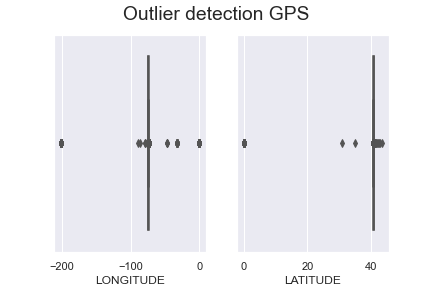 Outlier detection GPS
−200 −100 0 0 20 40
LONGITUDE LATITUDE